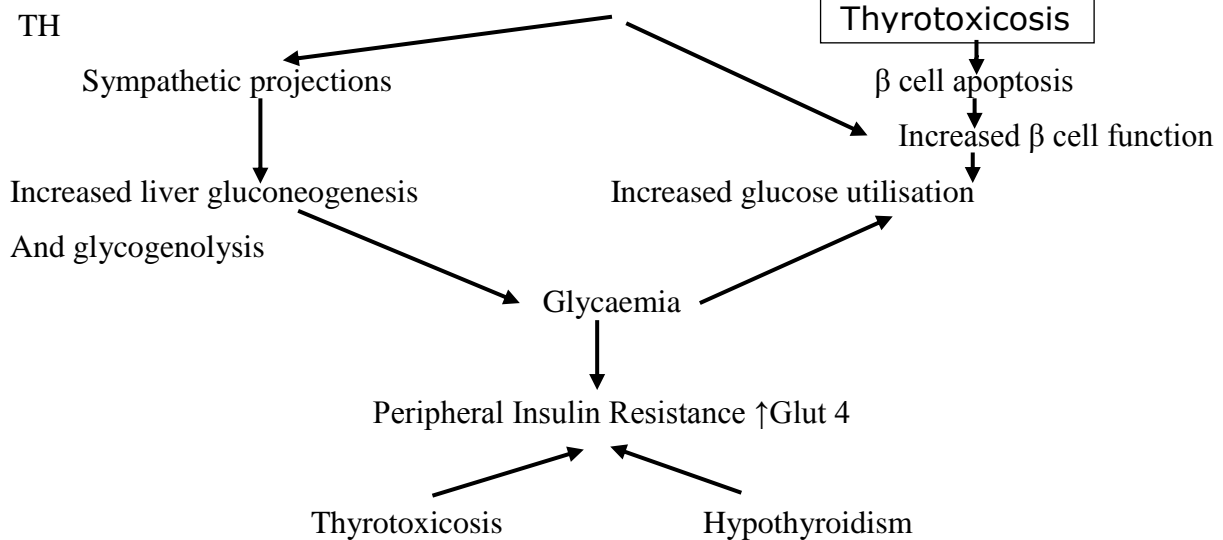 TH
Thyrotoxicosis
Sympathetic projections
β cell apoptosis
Increased β cell function
Increased liver gluconeogenesis
Increased glucose utilisation
And glycogenolysis
Glycaemia
Peripheral Insulin Resistance ↑Glut 4
Thyrotoxicosis
Hypothyroidism